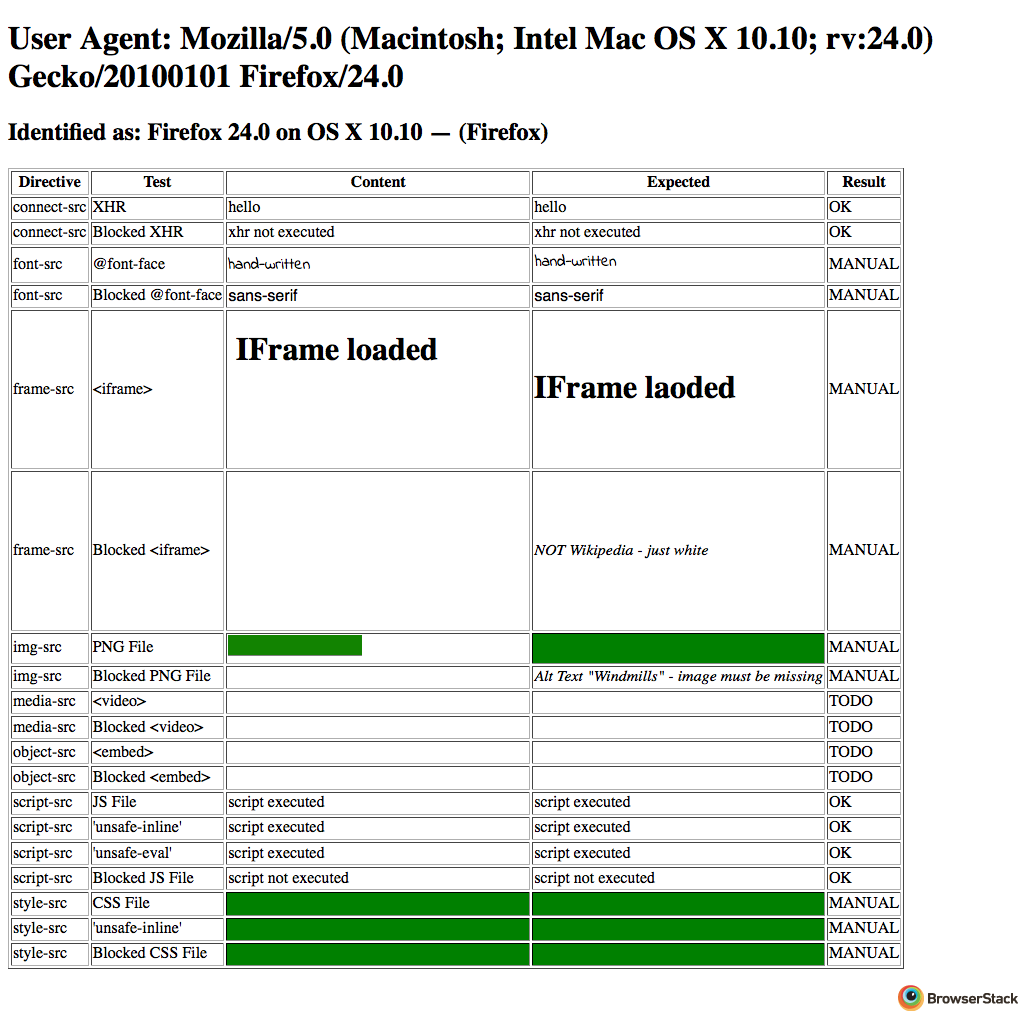 User Agent: Mozilla/5.0 (Macintosh; Intel Mac OS X 10.10; rv:24.0)
Gecko/20100101 Firefox/24.0
Identified as: Firefox 24.0 on OS X 10.10 — (Firefox)
Directive Test Content Expected Result
connect-src XHR hello hello OK
connect-src Blocked XHR xhr not executed xhr not executed OK
font-src @font-face hand-written hand-written MANUAL
font-src Blocked @font-face sans-serif sans-serif MANUAL
frame-src <iframe> IFrame loaded IFrame laoded MANUAL
frame-src Blocked <iframe> NOT Wikipedia - just white MANUAL
img-src PNG File MANUAL
img-src Blocked PNG File Alt Text "Windmills" - image must be missing MANUAL
media-src <video> TODO
media-src Blocked <video> TODO
object-src <embed> TODO
object-src Blocked <embed> TODO
script-src JS File script executed script executed OK
script-src 'unsafe-inline' script executed script executed OK
script-src 'unsafe-eval' script executed script executed OK
script-src Blocked JS File script not executed script not executed OK
style-src CSS File MANUAL
style-src 'unsafe-inline' MANUAL
style-src Blocked CSS File MANUAL
BrowserStack